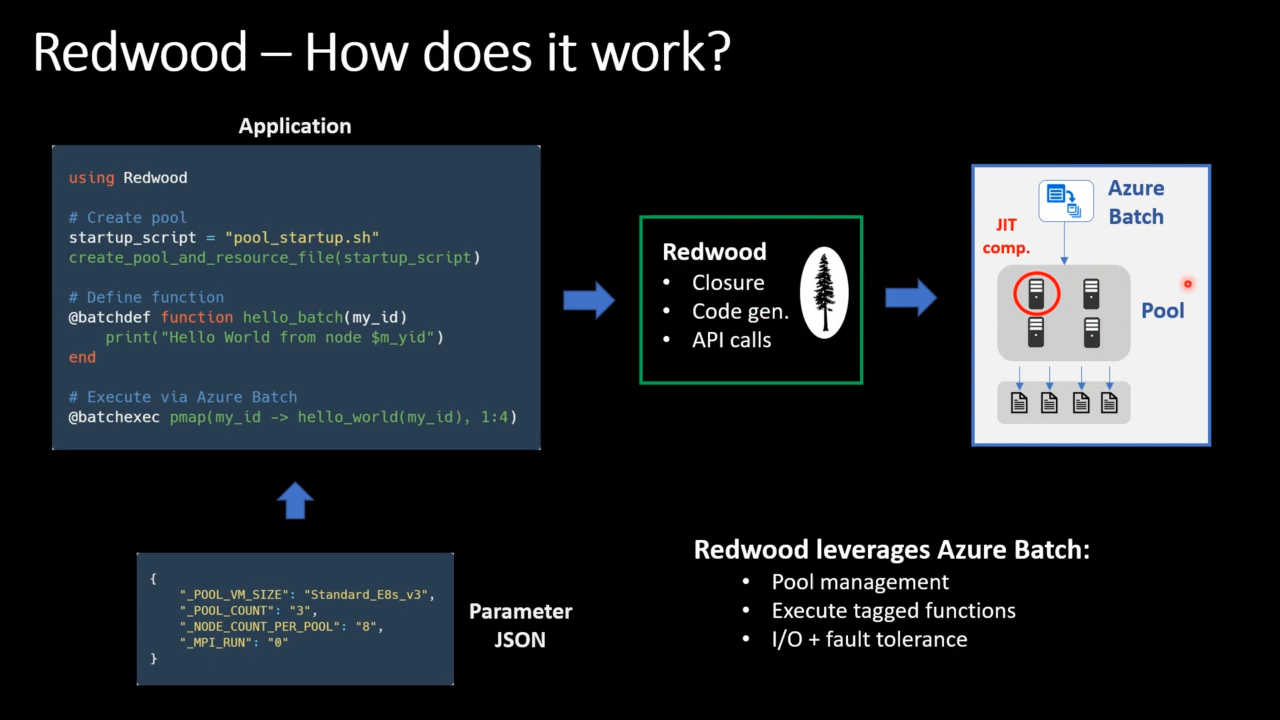 Redwood – How does it work?
Application
using Redwood
# Create pool
startup_script = "pool_startup.sh"
create_pool_and_resource_file(startup_script)
# Define function
@batchdef function hello_batch(my_id)
print("Hello World from node $m_yid")
end
# Execute via Azure Batch
@batchexec pmap(my_id -> hello_world(my_id), 1:4)
Redwood
• Closure
• Code gen.
• API calls
Azure
Batch
JIT
comp.
Pool
{
"_POOL_VM_SIZE": "Standard_E8s_v3",
"_POOL_COUNT": "3",
"_NODE_COUNT_PER_POOL": "8",
"_MPI_RUN": "0"
}
Parameter
JSON
Redwood leverages Azure Batch:
• Pool management
• Execute tagged functions
• I/O + fault tolerance